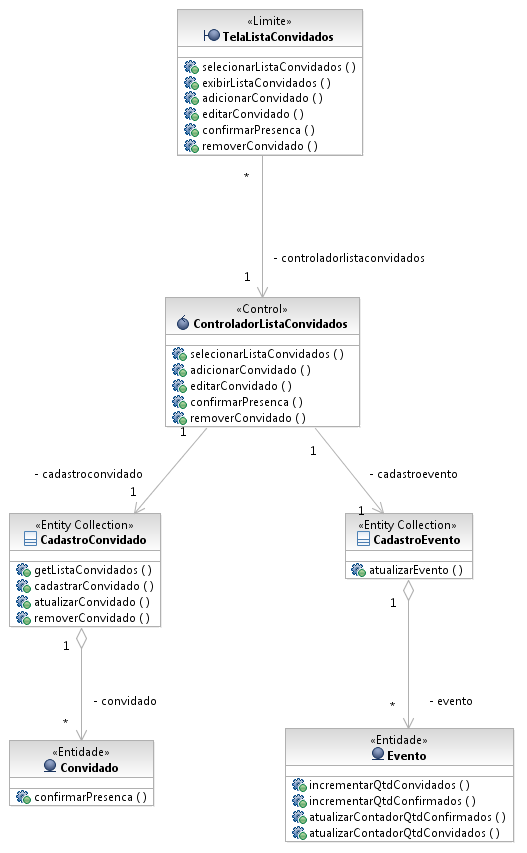 «Limite»
TelaListaConvidados
selecionarListaConvidados ( )
exibirListaConvidados ( )
adicionarConvidado ( )
editarConvidado ( )
confirmarPresenca ( )
removerConvidado ( )
*
- controladorlistaconvidados
1
«Control»
ControladorListaConvidados
selecionarListaConvidados ( )
adicionarConvidado ( )
editarConvidado ( )
confirmarPresenca ( )
removerConvidado ( )
1
1
- cadastroconvidado
- cadastroevento
1
1
«Entity Collection»
CadastroConvidado
getListaConvidados ( )
cadastrarConvidado ( )
atualizarConvidado ( )
removerConvidado ( )
«Entity Collection»
CadastroEvento
atualizarEvento ( )
1
1
- convidado
- evento
*
*
«Entidade»
Convidado
confirmarPresenca ( )
«Entidade»
Evento
incrementarQtdConvidados ( )
incrementarQtdConfirmados ( )
atualizarContadorQtdConfirmados ( )
atualizarContadorQtdConvidados ( )